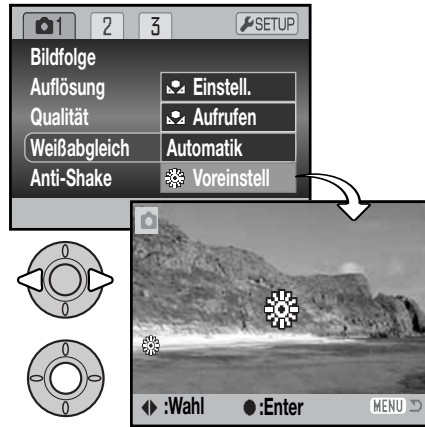 1 2 3 SETUP
Bildfolge
Auflösung Einstell.
Qualität Aufrufen
Weißabgleich Automatik
Anti-Shake Voreinstell
:Wahl :Enter MENU